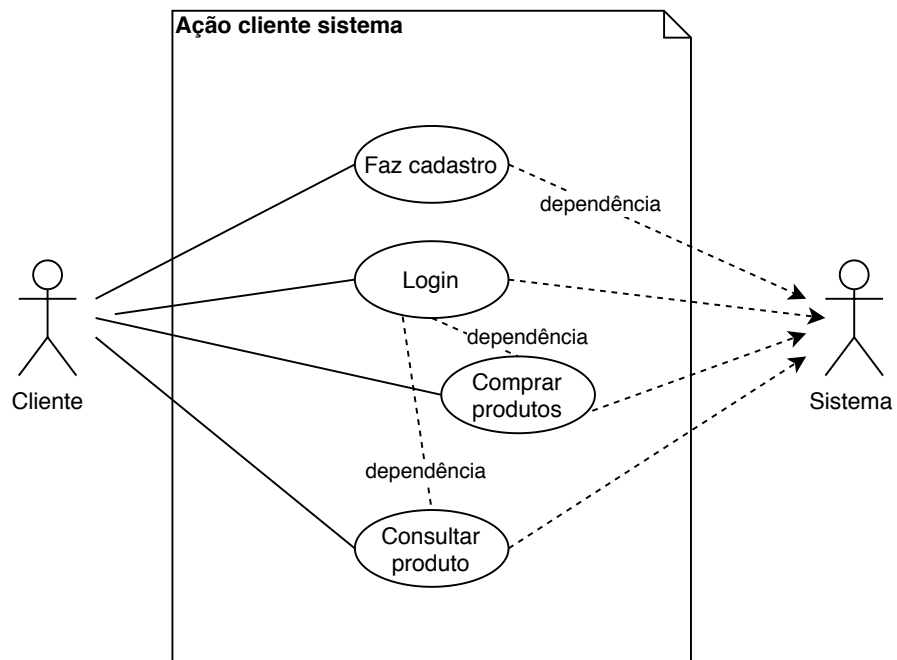 Ação cliente sistema
Faz cadastro
dependência
Login
dependência
Comprar
produtos
Cliente
Sistema
dependência
Consultar
produto